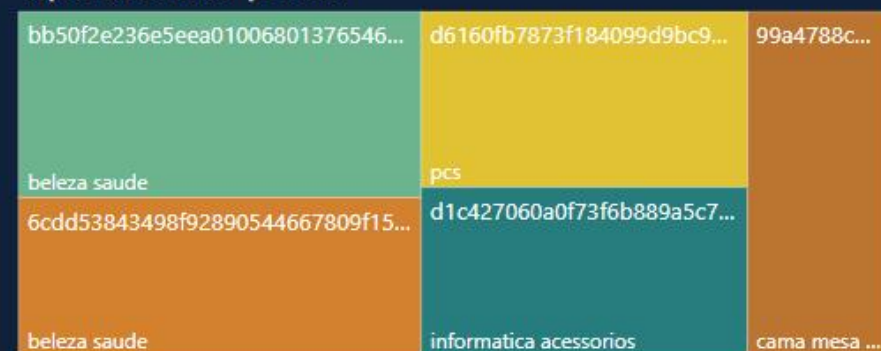 bb50f2e236e5eea01006801376546...
beleza saude
6cdd53843498f92890544667809f15...
beleza saude
d6160fb7873f184099d9bc9...
pcs
d1c427060a0f73f6b889a5c7...
informatica acessorios
99a4788c...
cama mesa ...